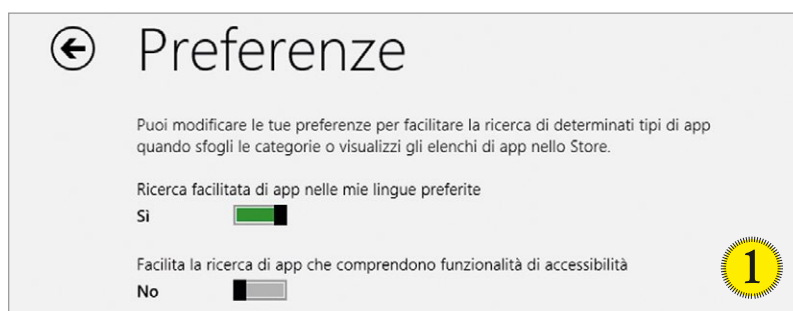 Preferenze
Puoi modificare le tue preferenze per facilitare la ricerca di determinati tipi di app
quando sfogli le categorie o visualizzi gli elenchi di app nello Store.
Ricerca facilitata di app nelle mie lingue preferite
Sì
Facilita la ricerca di app che comprendono funzionalità di accessibilità
No
1